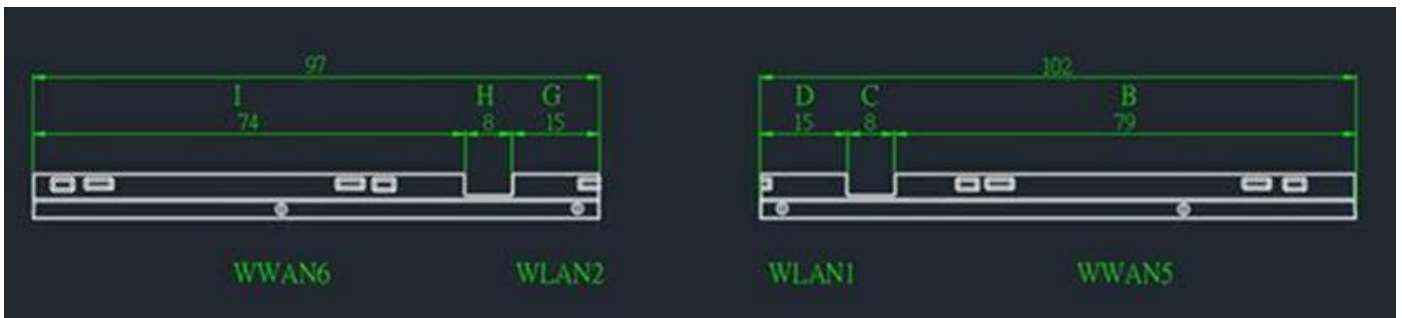 97 102
I H G D C B
74 8 15 15 8 79
WWAN6 WLAN2 WLAN1 WWAN5